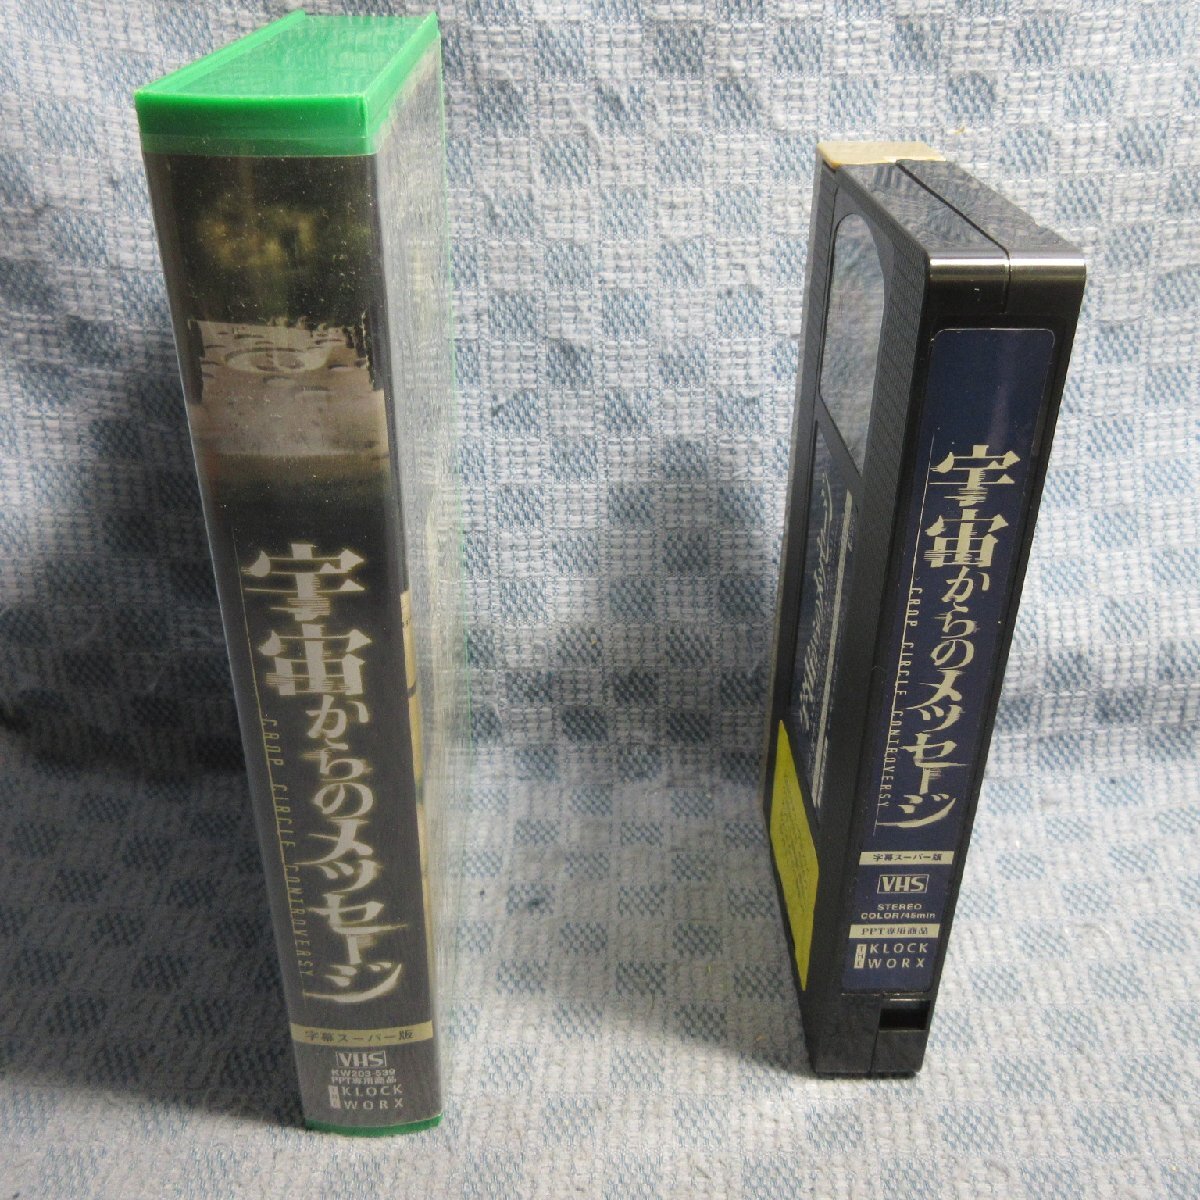 宇宙からのメッセージ
CROP CIRCLE CONTROVERSY
字幕スーパー版
VHS
KW203-539
PPT専用商品
THE KLOCK WORX
宇宙からのメッセージ
CROP CIRCLE CONTROVERSY
字幕スーパー版
VHS
STEREO
COLOR/45min
PPT専用商品
THE KLOCK WORX